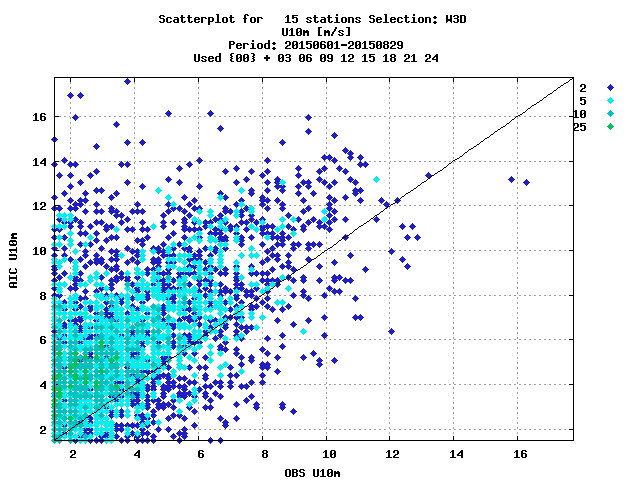 Scatterplot for 15 stations Selection: W3D
U10m [m/s]
Period: 20150601-20150829
Used {00} + 03 06 09 12 15 18 21 24
2
5
10
25
16
14
12
10
8
6
4
2
AIC U10m
2 4 6 8 10 12 14 16
OBS U10m